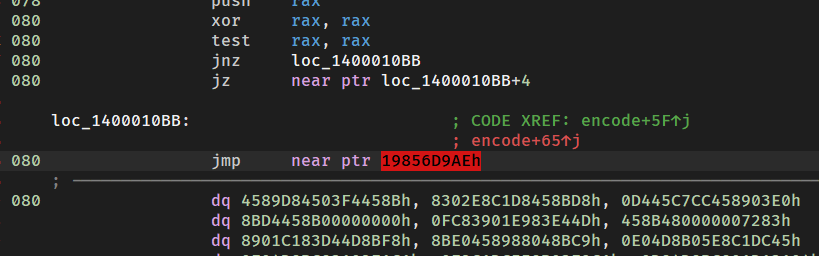 push rax
080 xor rax, rax
080 test rax, rax
080 jnz loc_1400010BB
080 jz near ptr loc_1400010BB+4
loc_1400010BB: ; CODE XREF: encode+5F↑j
; encode+65↑j
080 jmp near ptr 19856D9AEh
;
080 dq 4589D84503F4458Bh, 8302E8C1D8458BD8h, 0D445C7CC458903E0h
dq 8BD4458B00000000h, 0FC83901E983E44Dh, 458B480000007283h
dq 8901C183D44D8BF8h, 8BE0458988048BC9h, 0E04D8B05E8C1DC45h